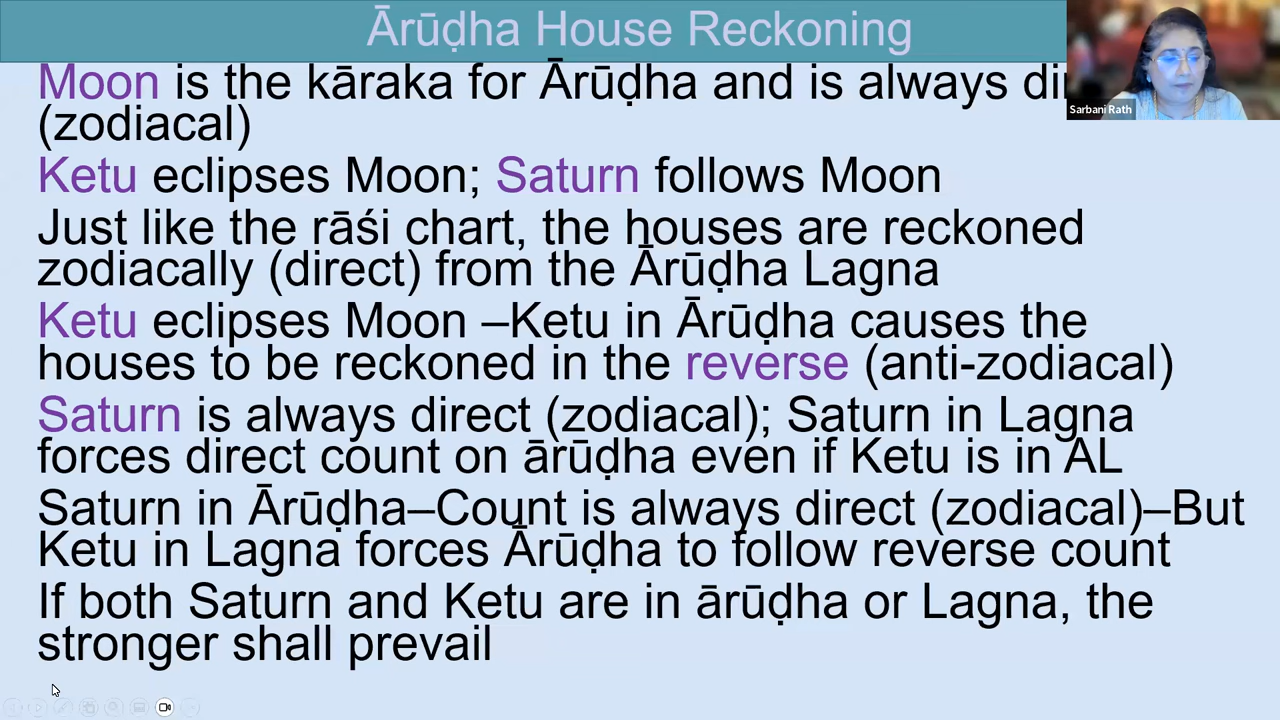 Ārūḍha House Reckoning
Moon is the kāraka for Ārūḍha and is always
(zodiacal)
Ketu eclipses Moon; Saturn follows Moon
Just like the rāśi chart, the houses are reckoned
zodiacally (direct) from the Ārūḍha Lagna
Ketu eclipses Moon –Ketu in Ārūḍha causes the
houses to be reckoned in the reverse (anti-zodiacal)
Saturn is always direct (zodiacal); Saturn in Lagna
forces direct count on ārūḍha even if Ketu is in AL
Saturn in Ārūḍha–Count is always direct (zodiacal)–But
Ketu in Lagna forces Ārūḍha to follow reverse count
If both Saturn and Ketu are in ārūḍha or Lagna, the
stronger shall prevail
Sarbani Rath